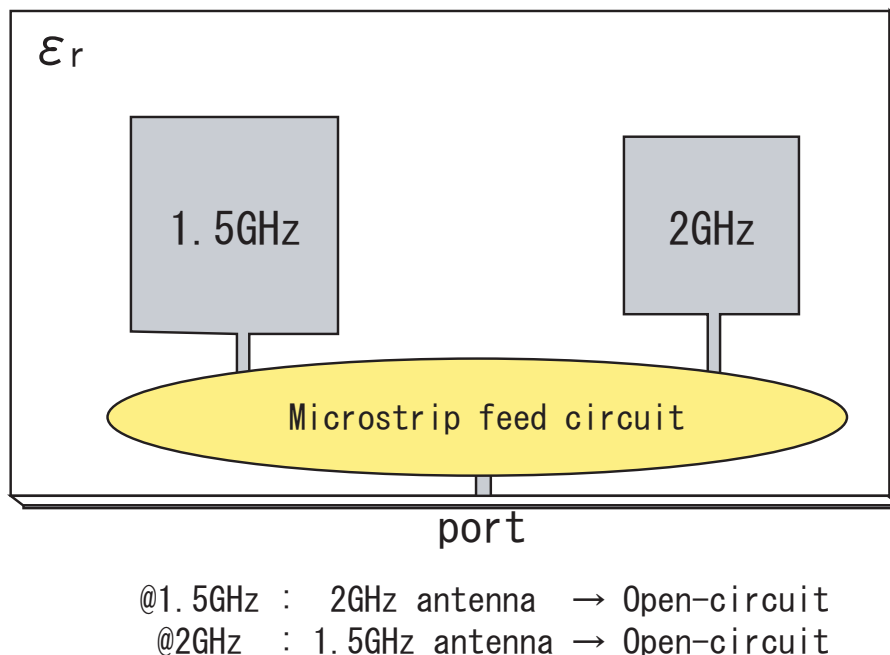 εr
1.5GHz
2GHz
Microstrip feed circuit
port
@1.5GHz : 2GHz antenna → Open-circuit
@2GHz : 1.5GHz antenna → Open-circuit